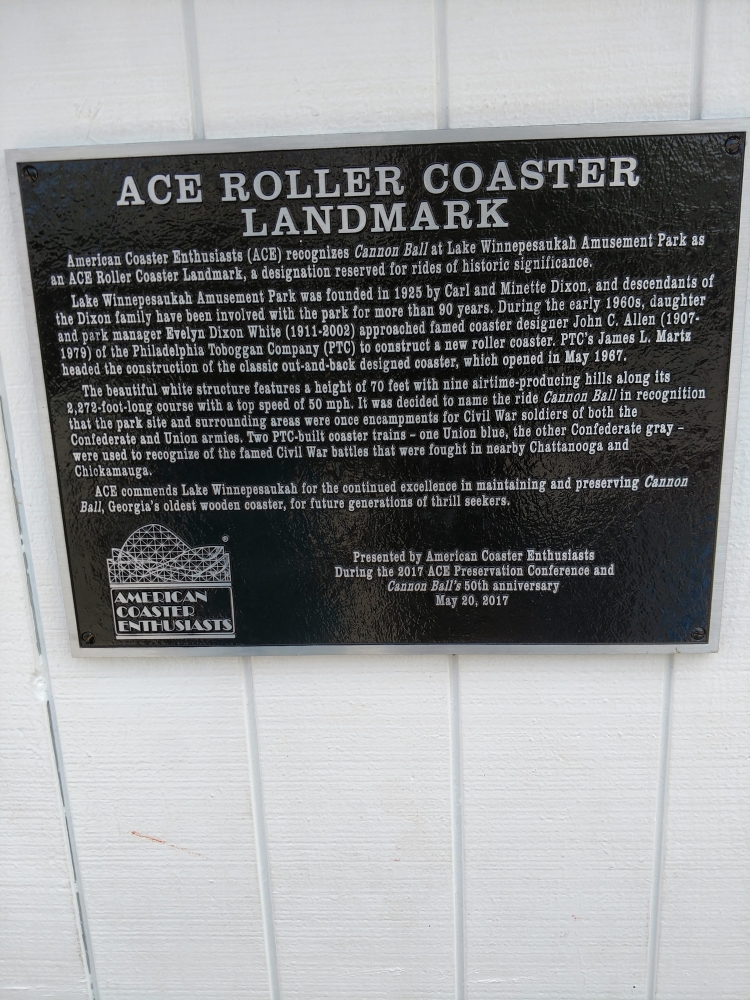 ACE ROLLER COASTER
LANDMARK
American Coaster Enthusiasts (ACE) recognizes Cannon Ball at Lake Winnepesaukah Amusement Park as
an ACE Roller Coaster Landmark, a designation reserved for rides of historic significance.
Lake Winnepesaukah Amusement Park was founded in 1925 by Carl and Minette Dixon, and descendants of
the Dixon family have been involved with the park for more than 90 years. During the early 1960s, daughter
and park manager Evelyn Dixon White (1911-2002) approached famed coaster designer John C. Allen (1907-
1979) of the Philadelphia Toboggan Company (PTC) to construct a new roller coaster. PTC's James L. Martz
headed the construction of the classic out-and-back designed coaster, which opened in May 1967.
The beautiful white structure features a height of 70 feet with nine airtime-producing hills along its
2,272-foot-long course with a top speed of 50 mph. It was decided to name the ride Cannon Ball in recognition
that the park site and surrounding areas were once encampments for Civil War soldiers of both the
Confederate and Union armies. Two PTC-built coaster trains – one Union blue, the other Confederate gray –
were used to recognize of the famed Civil War battles that were fought in nearby Chattanooga and
Chickamauga.
ACE commends Lake Winnepesaukah for the continued excellence in maintaining and preserving Cannon
Ball, Georgia's oldest wooden coaster, for future generations of thrill seekers.
®
AMERICAN
COASTER
ENTHUSIASTS
Presented by American Coaster Enthusiasts
During the 2017 ACE Preservation Conference and
Cannon Ball's 50th anniversary
May 20, 2017